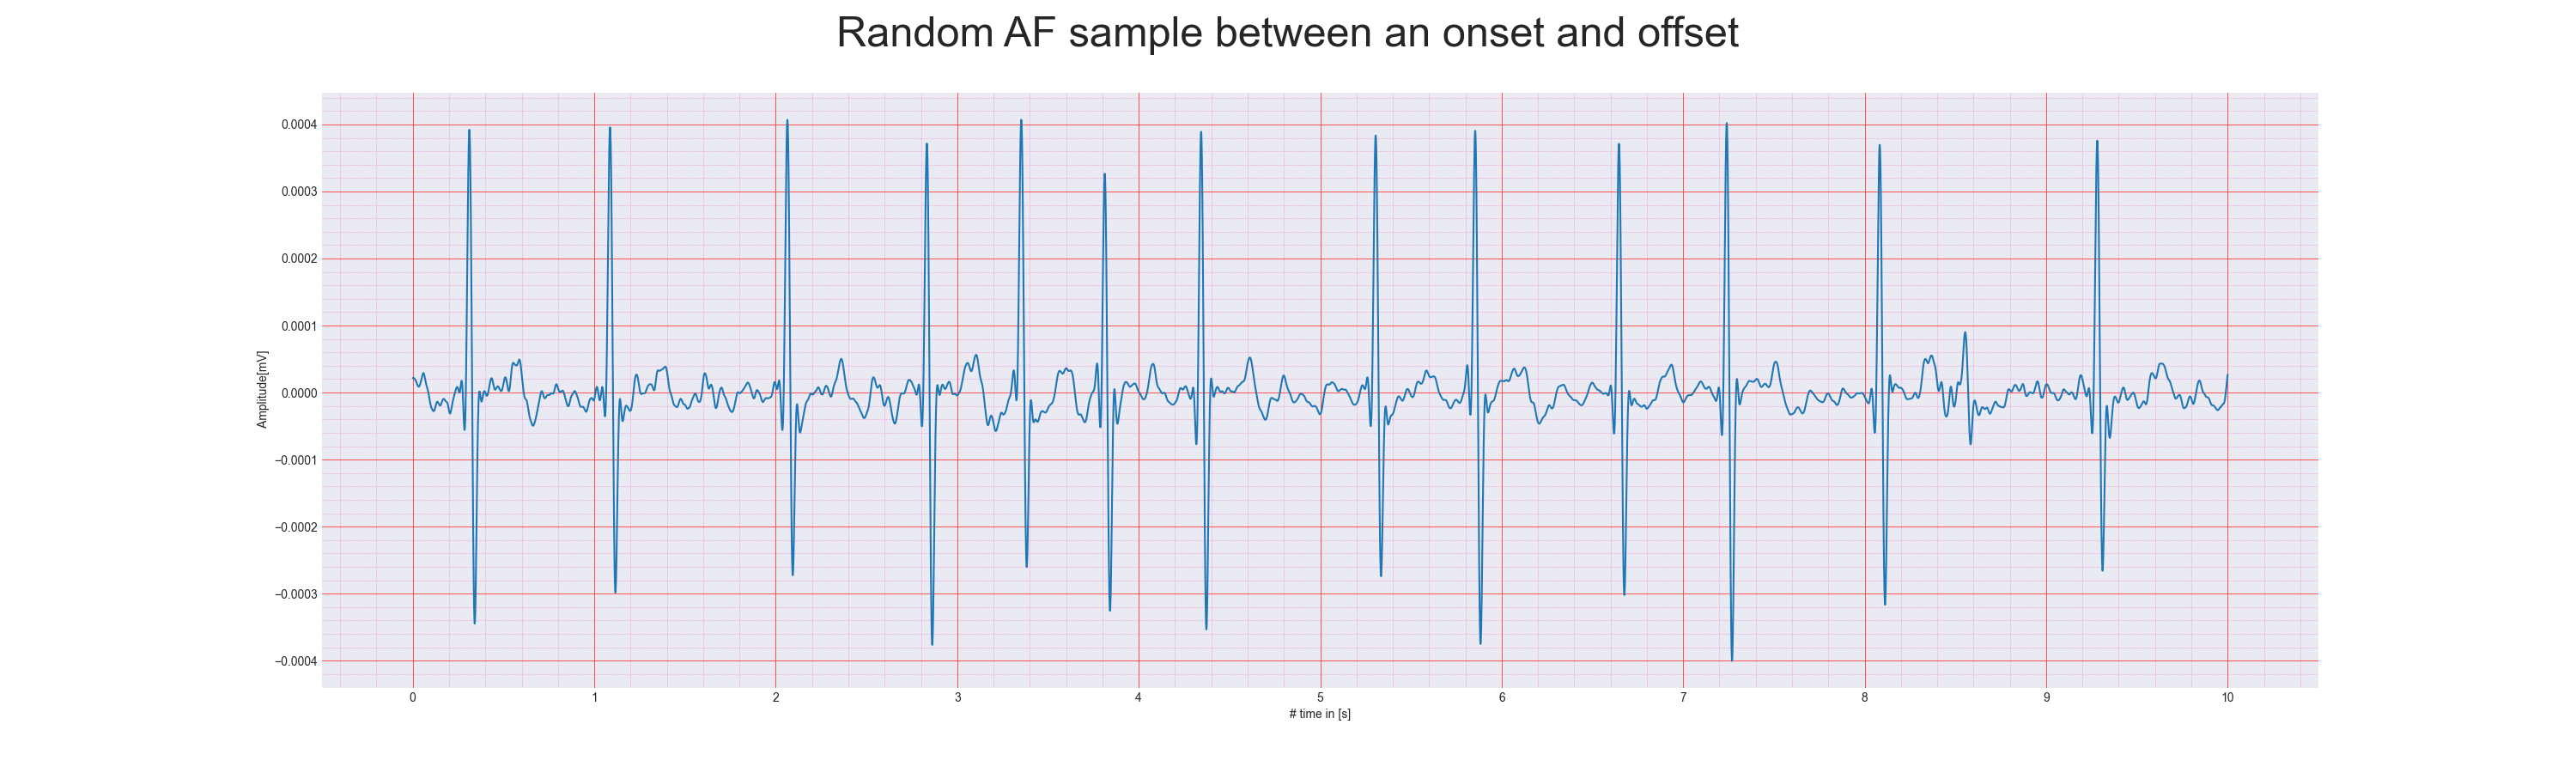 Random AF sample between an onset and offset
0.0004
0.0003
0.0002
0.0001
0.0000
−0.0001
−0.0002
−0.0003
−0.0004
Amplitude[mV]
0 1 2 3 4 5 6 7 8 9 10
# time in [s]